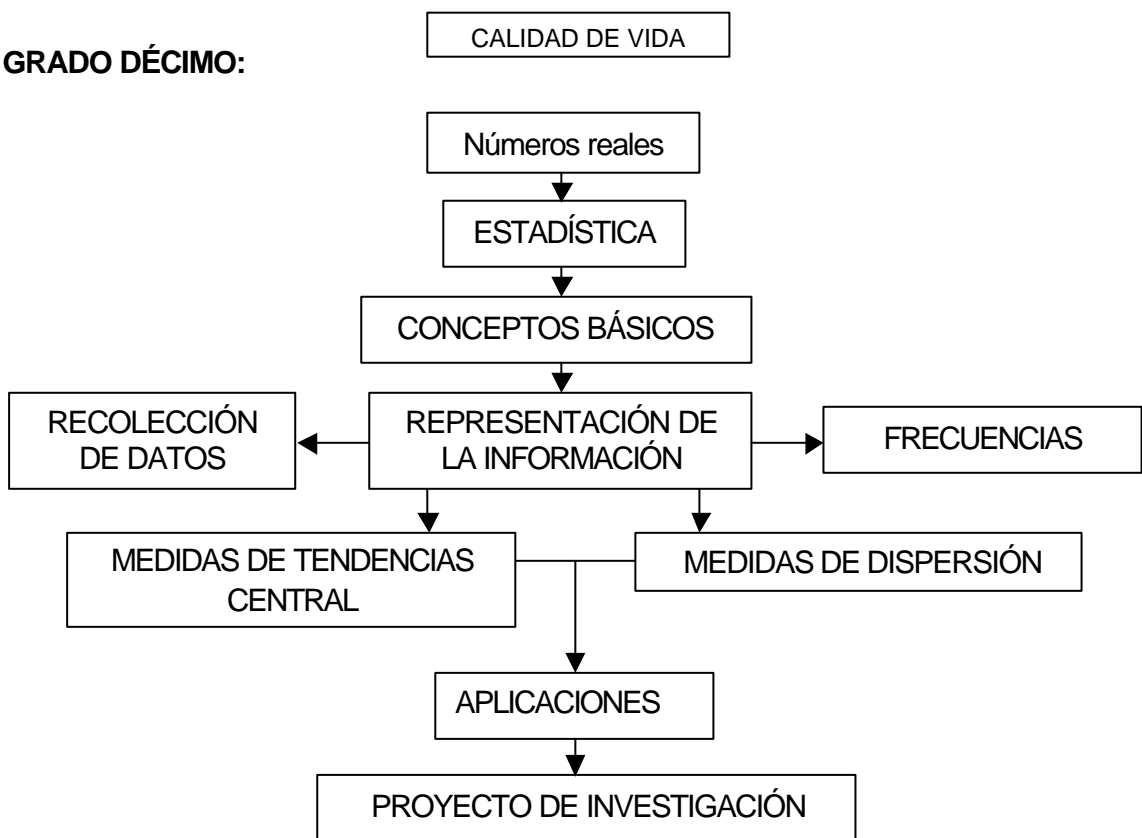 CALIDAD DE VIDA
GRADO DÉCIMO:
Números reales
ESTADÍSTICA
CONCEPTOS BÁSICOS
RECOLECCIÓN
DE DATOS
REPRESENTACIÓN DE
LA INFORMACIÓN
FRECUENCIAS
MEDIDAS DE TENDENCIAS
CENTRAL
MEDIDAS DE DISPERSIÓN
APLICACIONES
PROYECTO DE INVESTIGACIÓN